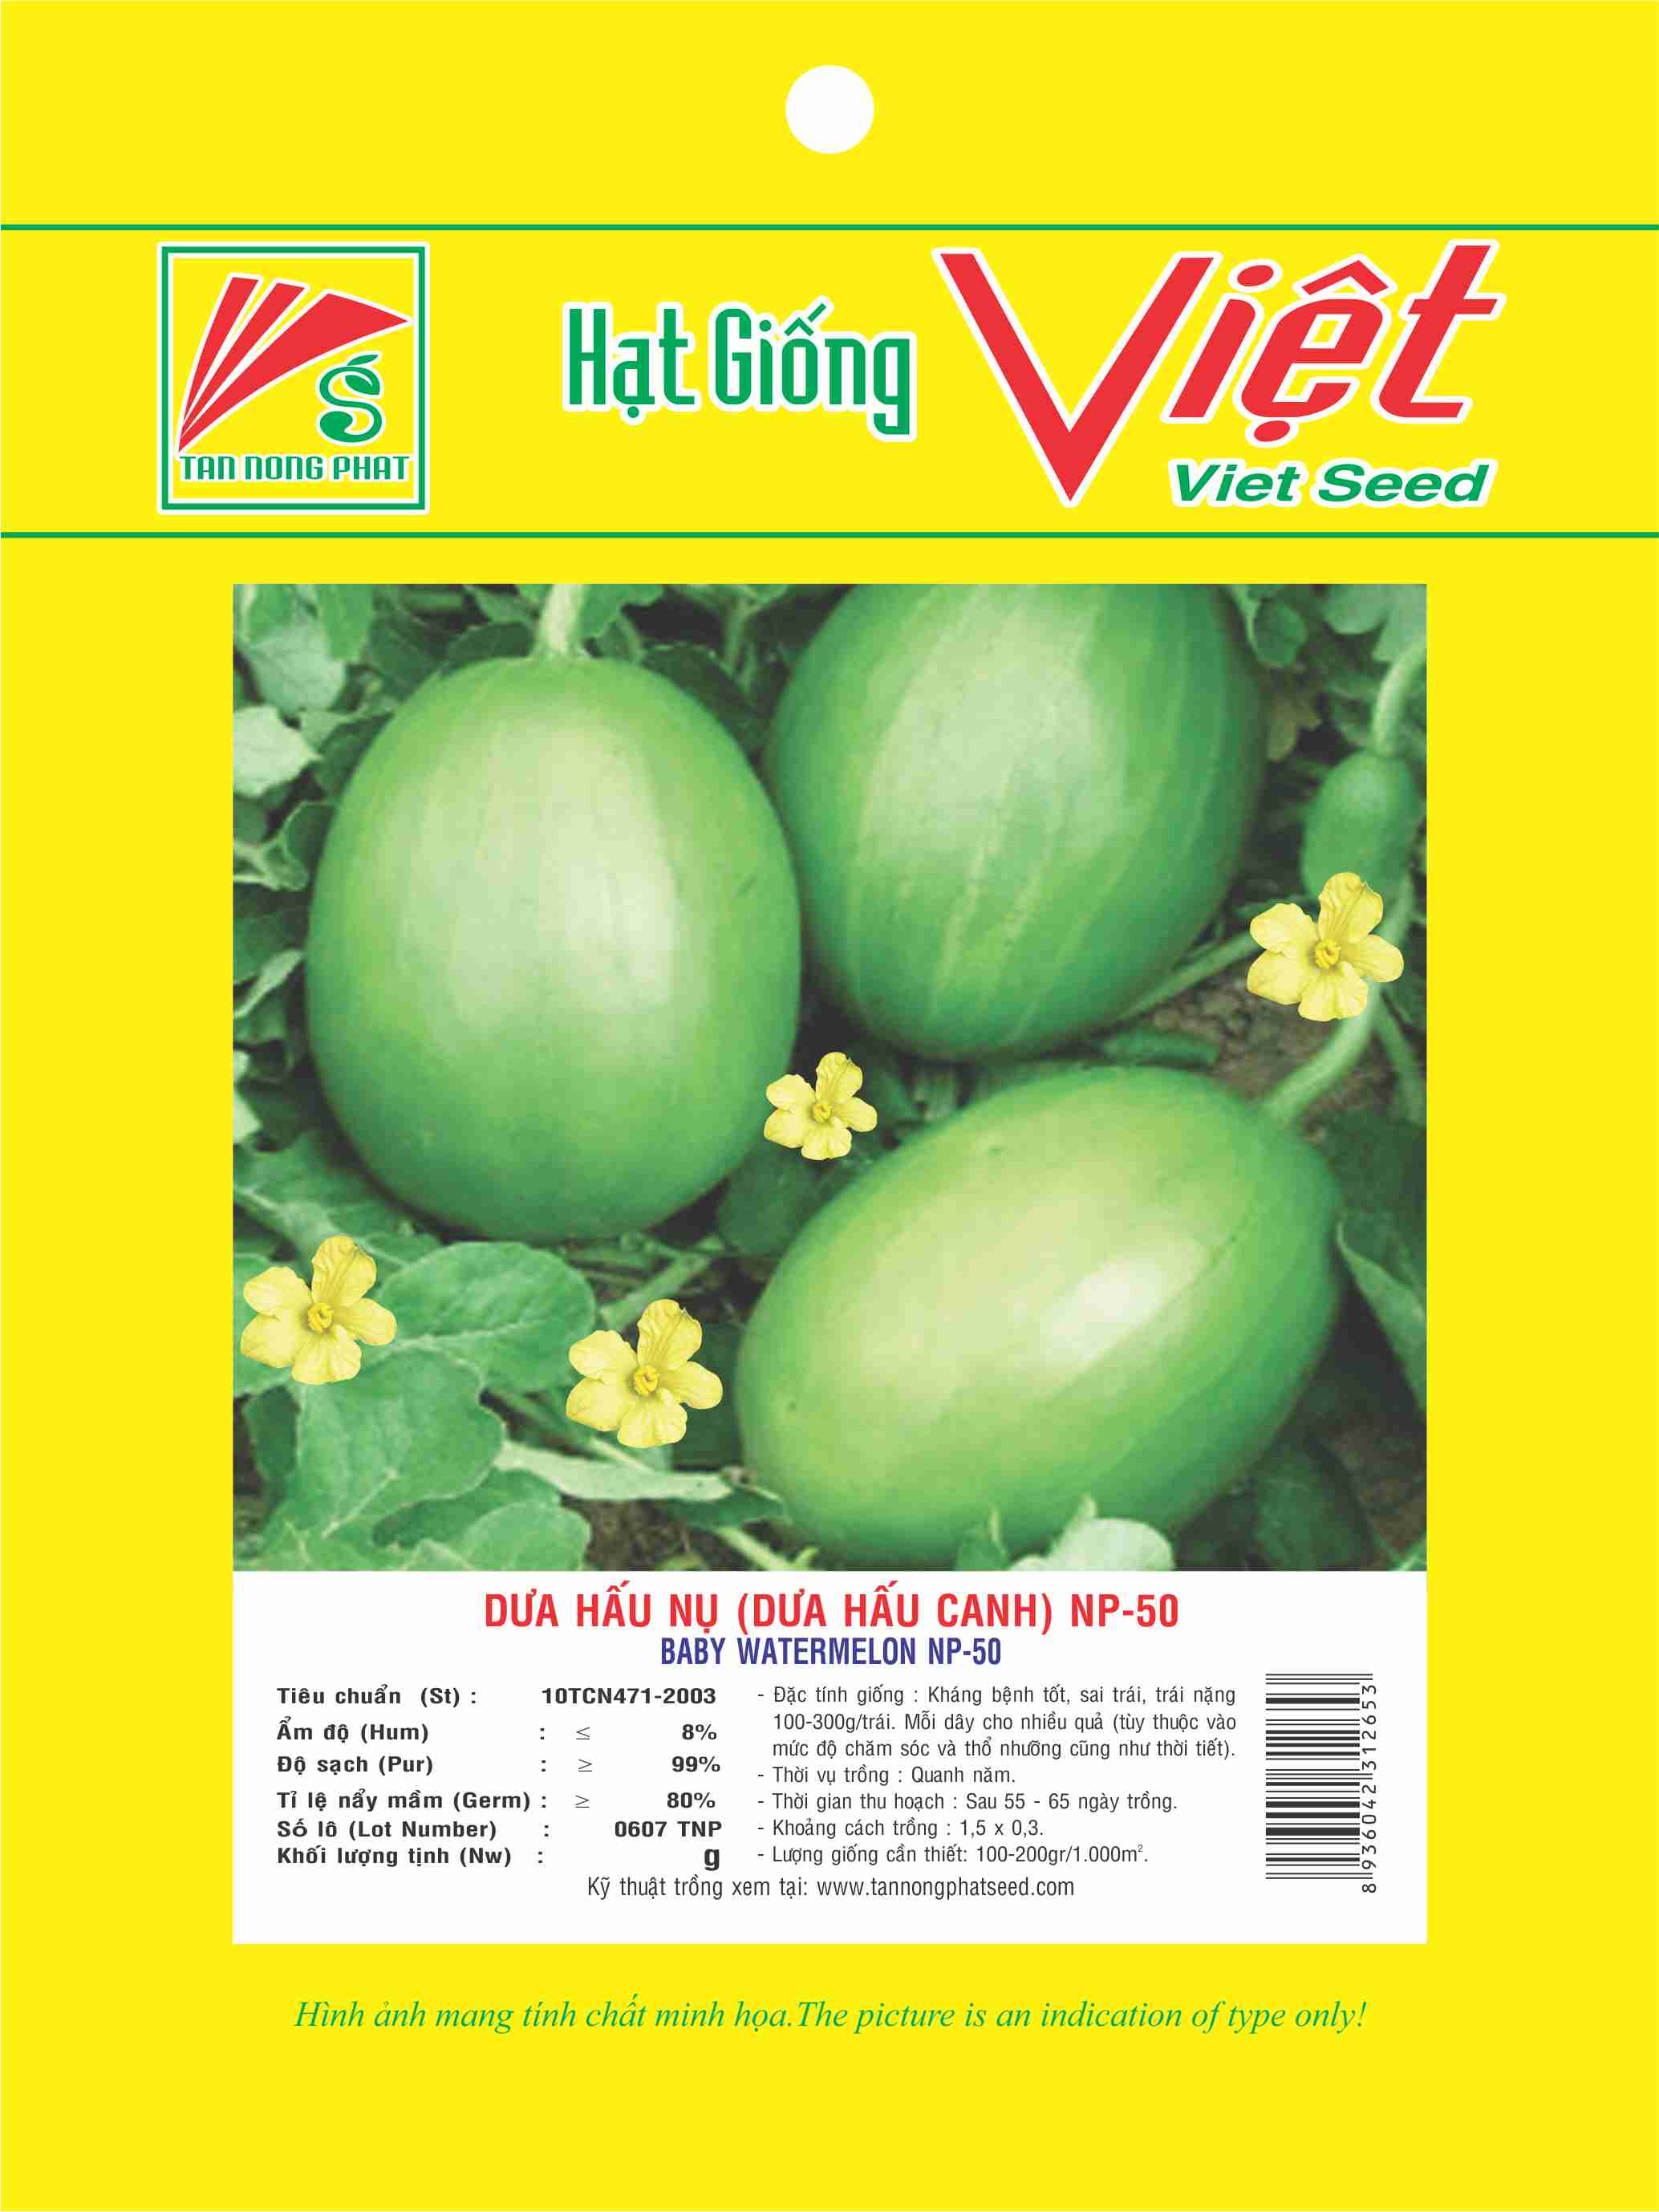 TAN NONG PHAT
Hạt Giống Việt
Viet Seed
DƯA HẤU NỤ (DƯA HẤU CANH) NP-50
BABY WATERMELON NP-50
Tiêu chuẩn (St) : 10TCN471-2003
Ẩm độ (Hum) : ≤ 8%
Độ sạch (Pur) : ≥ 99%
Tỉ lệ nẩy mầm (Germ) : ≥ 80%
Số lô (Lot Number) : 0607 TNP
Khối lượng tịnh (Nw) : g
- Đặc tính giống : Kháng bệnh tốt, sai trái, trái nặng
100-300g/trái. Mỗi dây cho nhiều quả (tùy thuộc vào
mức độ chăm sóc và thổ nhưỡng cũng như thời tiết).
- Thời vụ trồng : Quanh năm.
- Thời gian thu hoạch : Sau 55 - 65 ngày trồng.
- Khoảng cách trồng : 1,5 x 0,3.
- Lượng giống cần thiết: 100-200gr/1.000m².
8 936042 312653
Kỹ thuật trồng xem tại: www.tannongphatseed.com
Hình ảnh mang tính chất minh họa.The picture is an indication of type only!